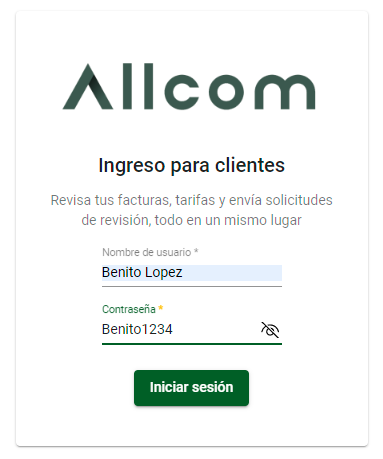 Allcom
Ingreso para clientes
Revisa tus facturas, tarifas y envía solicitudes
de revisión, todo en un mismo lugar
Nombre de usuario *
Benito Lopez
Contraseña *
Benito1234
Iniciar sesión